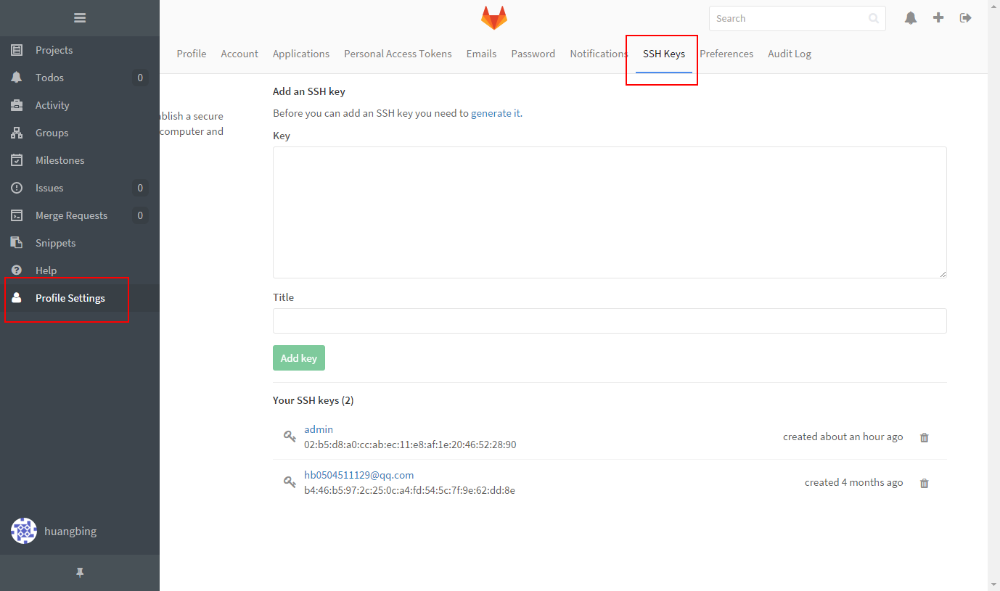 Search
Projects
Todos 0
Activity
Groups
Milestones
Issues 0
Merge Requests 0
Snippets
Help
Profile Settings
huangbing
Profile Account Applications Personal Access Tokens Emails Password Notifications SSH Keys Preferences Audit Log
blish a secure
computer and
Add an SSH key
Before you can add an SSH key you need to generate it.
Key
Title
Add key
Your SSH keys (2)
admin
02:b5:d8:a0:cc:ab:ec:11:e8:af:1e:20:46:52:28:90
created about an hour ago
hb0504511129@qq.com
b4:46:b5:97:2c:25:0c:a4:fd:54:5c:7f:9e:62:dd:8e
created 4 months ago